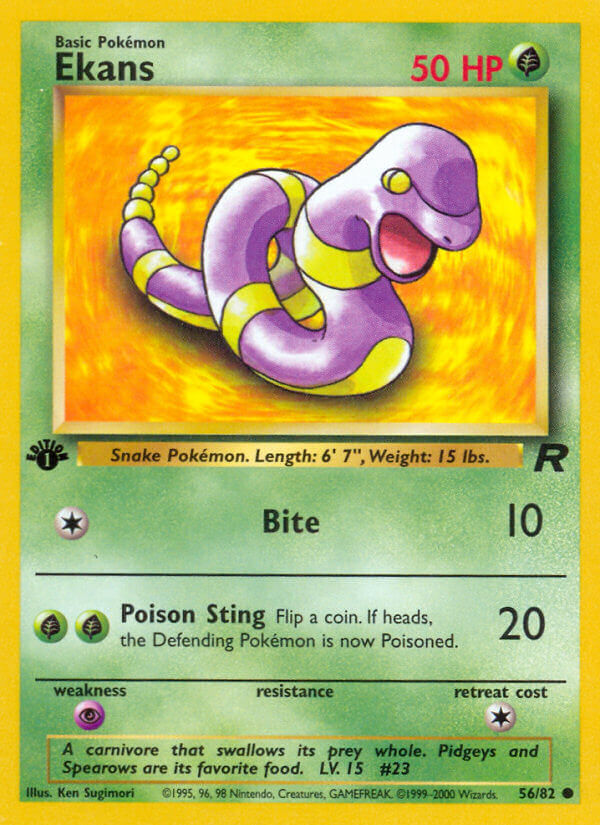 Basic Pokémon
Ekans
50 HP
EDITION
1
Snake Pokémon. Length: 6' 7", Weight: 15 lbs.
R
Bite 10
Poison Sting Flip a coin. If heads,
the Defending Pokémon is now Poisoned.
20
weakness resistance retreat cost
A carnivore that swallows its prey whole. Pidgeys and
Spearows are its favorite food. LV. 15 #23
Illus. Ken Sugimori ©1995, 96, 98 Nintendo, Creatures, GAMEFREAK. ©1999-2000 Wizards. 56/82